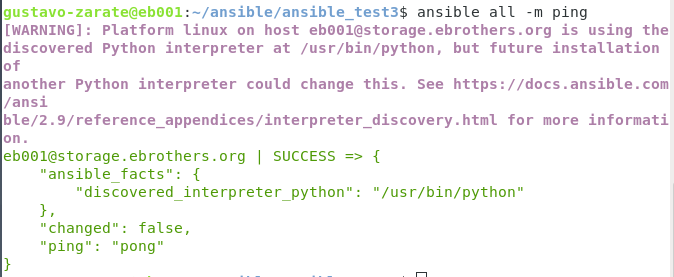 gustavo-zarate@eb001:~/ansible/ansible_test3$ ansible all -m ping
[WARNING]: Platform linux on host eb001@storage.ebrothers.org is using the
discovered Python interpreter at /usr/bin/python, but future installation
of
another Python interpreter could change this. See https://docs.ansible.com
/ansi
ble/2.9/reference_appendices/interpreter_discovery.html for more informati
on.
eb001@storage.ebrothers.org | SUCCESS => {
    "ansible_facts": {
        "discovered_interpreter_python": "/usr/bin/python"
    },
    "changed": false,
    "ping": "pong"
}